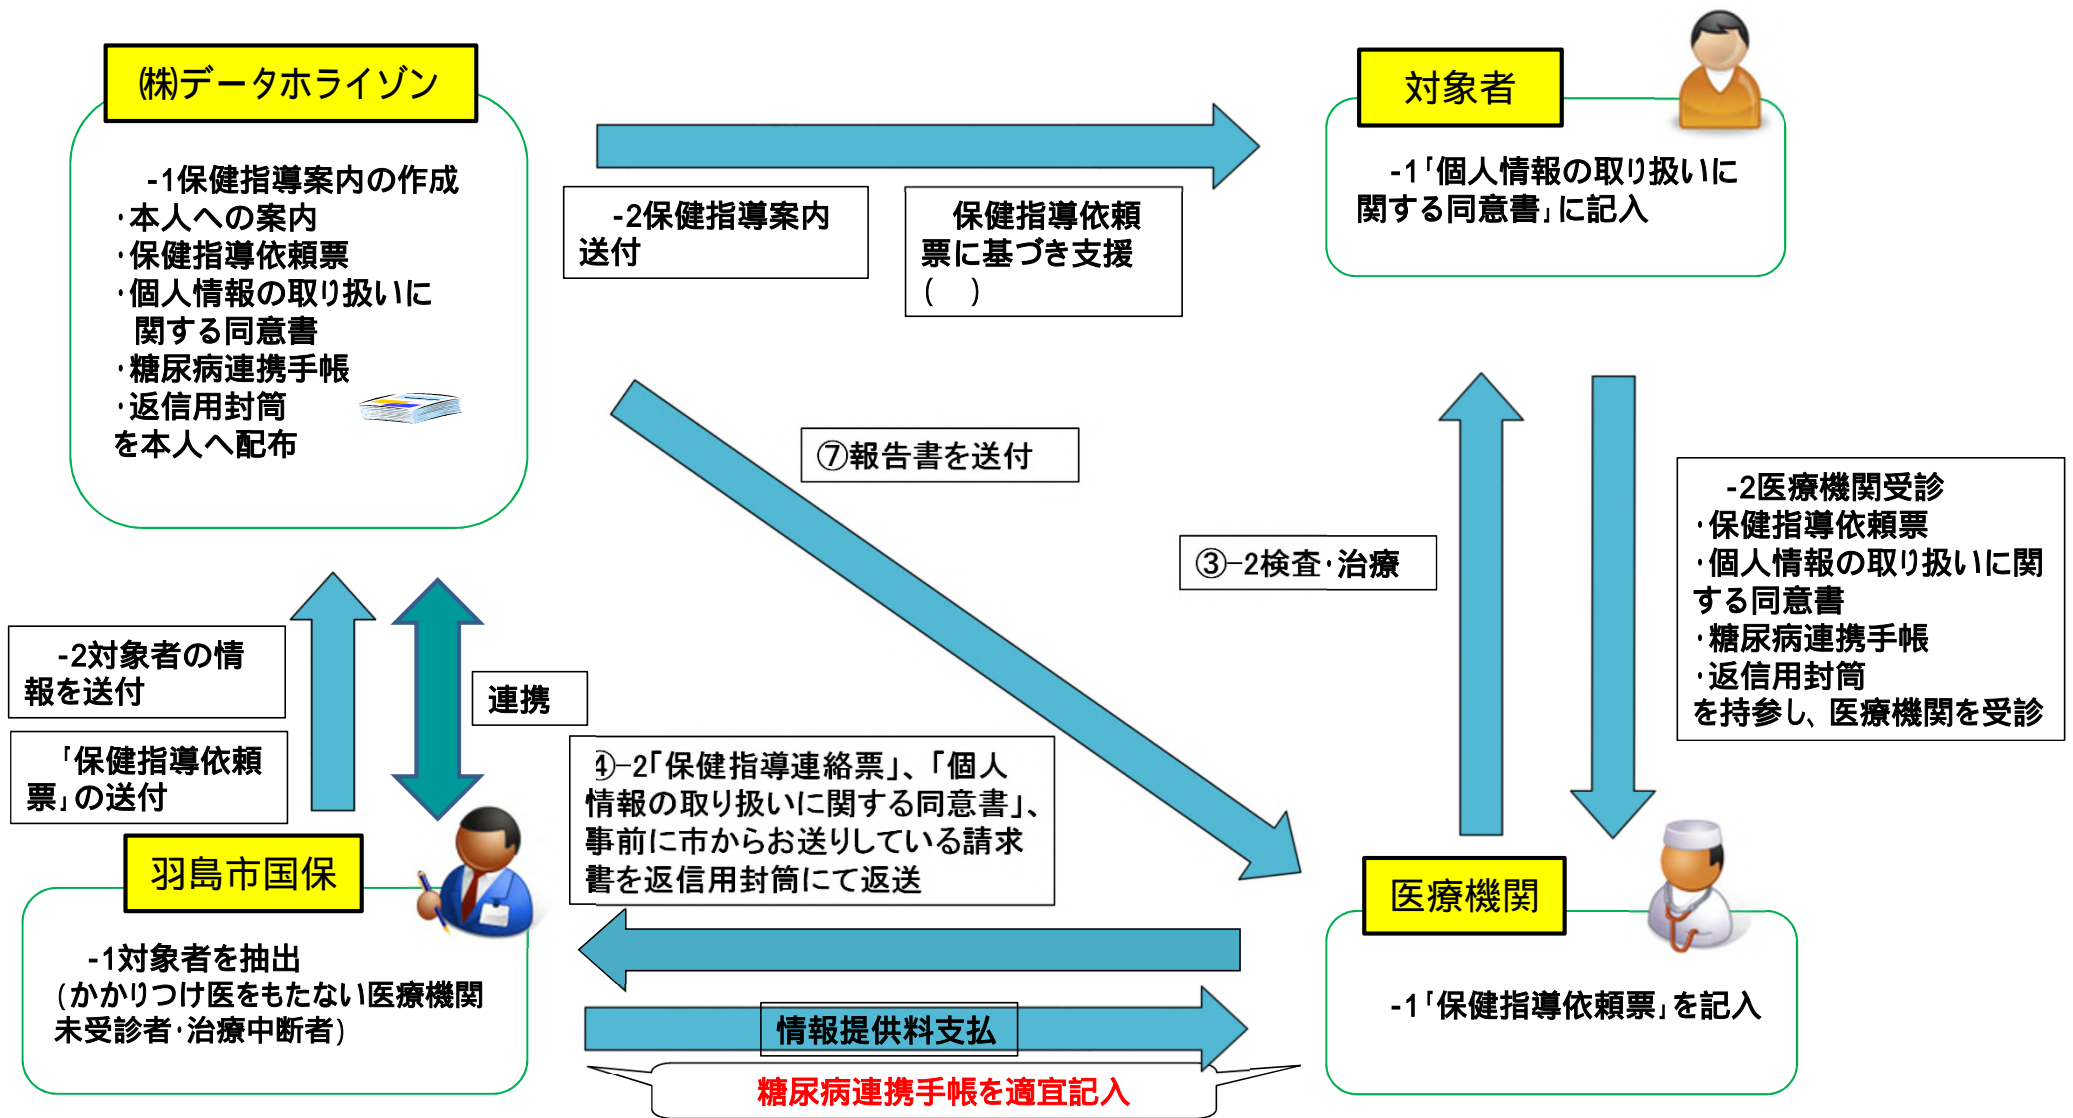 ㈱データホライゾン
-1保健指導案内の作成
・本人への案内
・保健指導依頼票
・個人情報の取り扱いに
関する同意書
・糖尿病連携手帳
・返信用封筒
を本人へ配布
-2保健指導案内
送付
保健指導依頼
票に基づき支援
(　)
対象者
-1「個人情報の取り扱いに
関する同意書」に記入
⑦報告書を送付
③-2検査・治療
-2医療機関受診
・保健指導依頼票
・個人情報の取り扱いに関
する同意書
・糖尿病連携手帳
・返信用封筒
を持参し、医療機関を受診
-2対象者の情
報を送付
「保健指導依頼
票」の送付
連携
④-2「保健指導連絡票」、「個人
情報の取り扱いに関する同意書」、
事前に市からお送りしている請求
書を返信用封筒にて返送
羽島市国保
-1対象者を抽出
(かかりつけ医をもたない医療機関
未受診者・治療中断者)
医療機関
-1「保健指導依頼票」を記入
情報提供料支払
糖尿病連携手帳を適宜記入